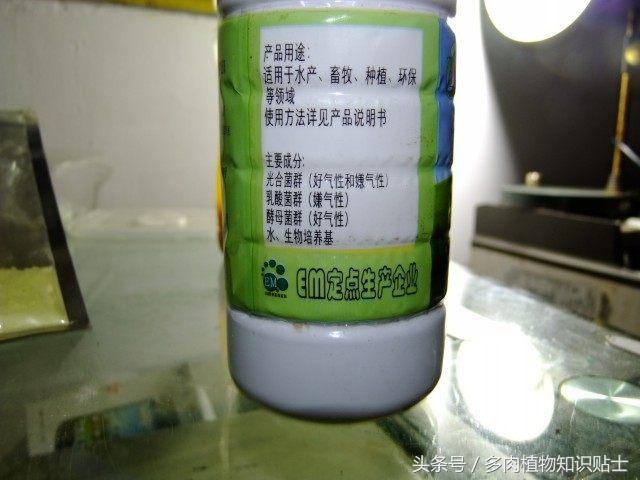 产品用途:
适用于水产、畜牧、种植、环保
等领域
使用方法详见产品说明书
主要成分:
光合菌群（好气性和嫌气性）
乳酸菌群（嫌气性）
酵母菌群（好气性）
水、生物培养基
EM
EM定点生产企业
头条号 / 多肉植物知识贴士